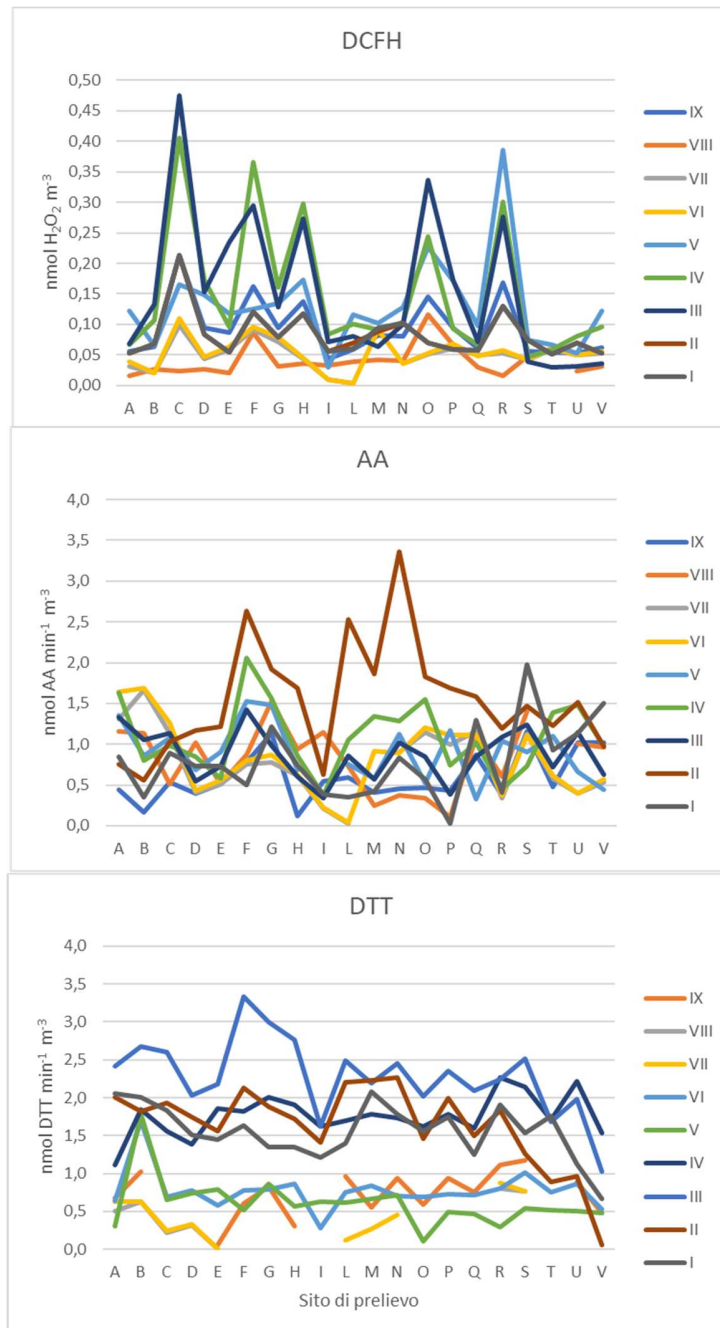 DCFH
nmol H₂O₂ m⁻³
0,50
0,45
0,40
0,35
0,30
0,25
0,20
0,15
0,10
0,05
0,00
A B C D E F G H I L M N O P Q R S T U V
IX
VIII
VII
VI
V
IV
III
II
I
AA
nmol AA min⁻¹ m⁻³
4,0
3,5
3,0
2,5
2,0
1,5
1,0
0,5
0,0
A B C D E F G H I L M N O P Q R S T U V
IX
VIII
VII
VI
V
IV
III
II
I
DTT
nmol DTT min⁻¹ m⁻³
4,0
3,5
3,0
2,5
2,0
1,5
1,0
0,5
0,0
A B C D E F G H I L M N O P Q R S T U V
Sito di prelievo
IX
VIII
VII
VI
V
IV
III
II
I